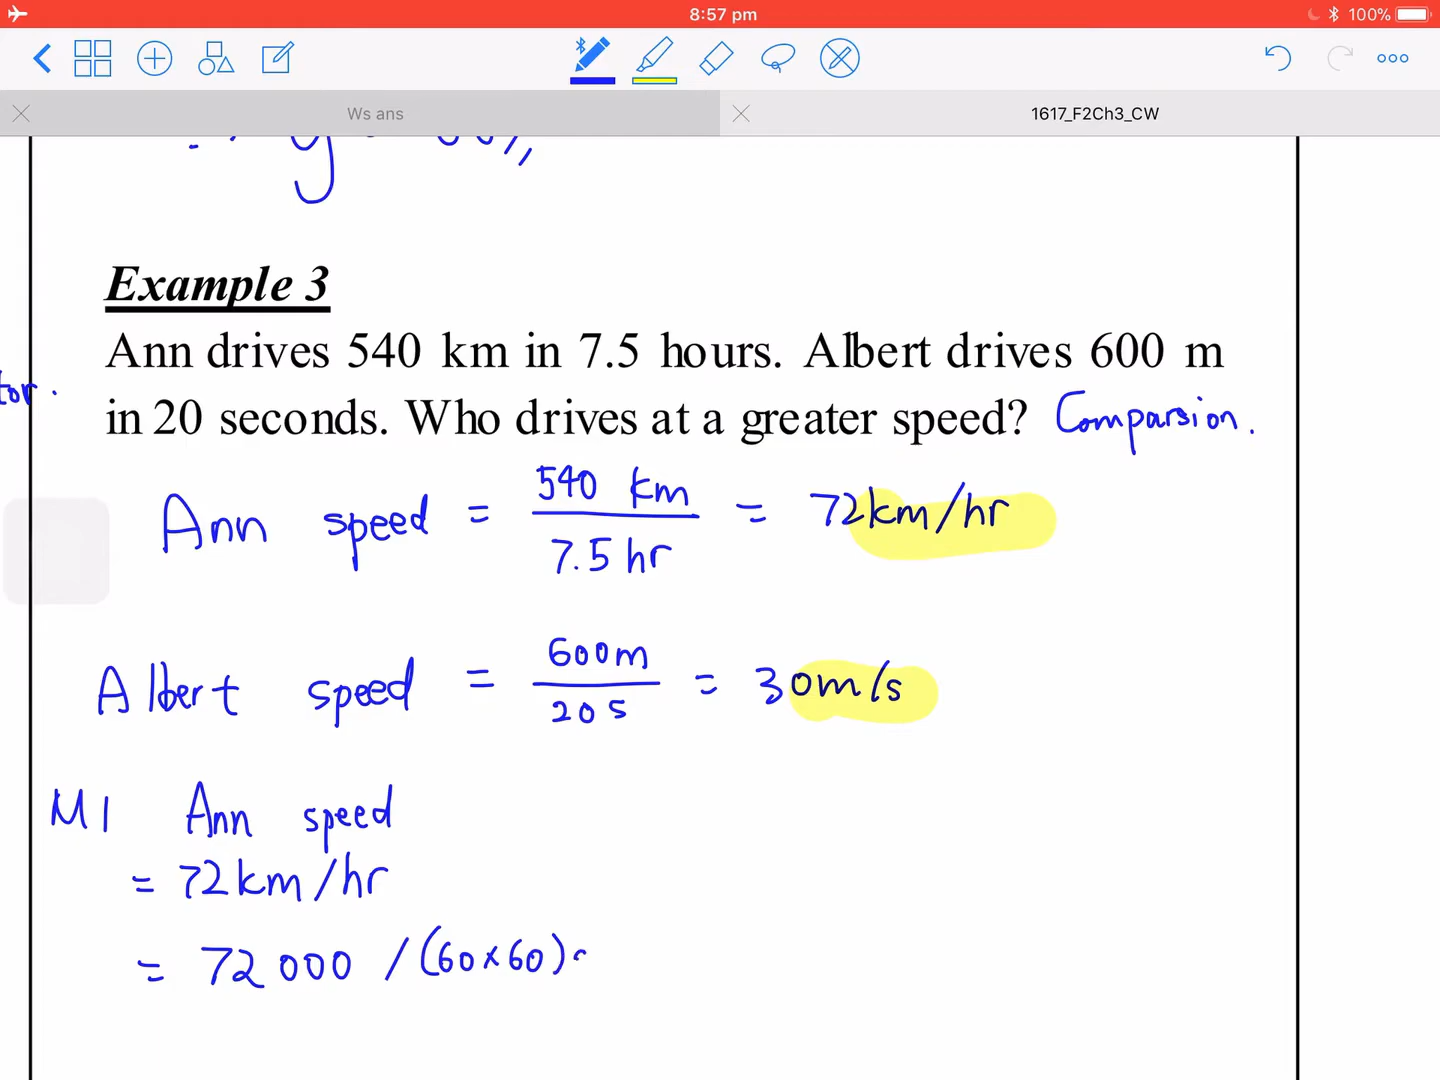 8:57 pm
100%
Ws ans
1617_F2Ch3_CW
Example 3
Ann drives 540 km in 7.5 hours. Albert drives 600 m
in 20 seconds. Who drives at a greater speed? Comparsion.
tor.
Ann speed = 540 km / 7.5 hr = 72km/hr
Albert speed = 600m / 20s = 30m/s
M1 Ann speed
= 72km/hr
= 72000 /(60×60)